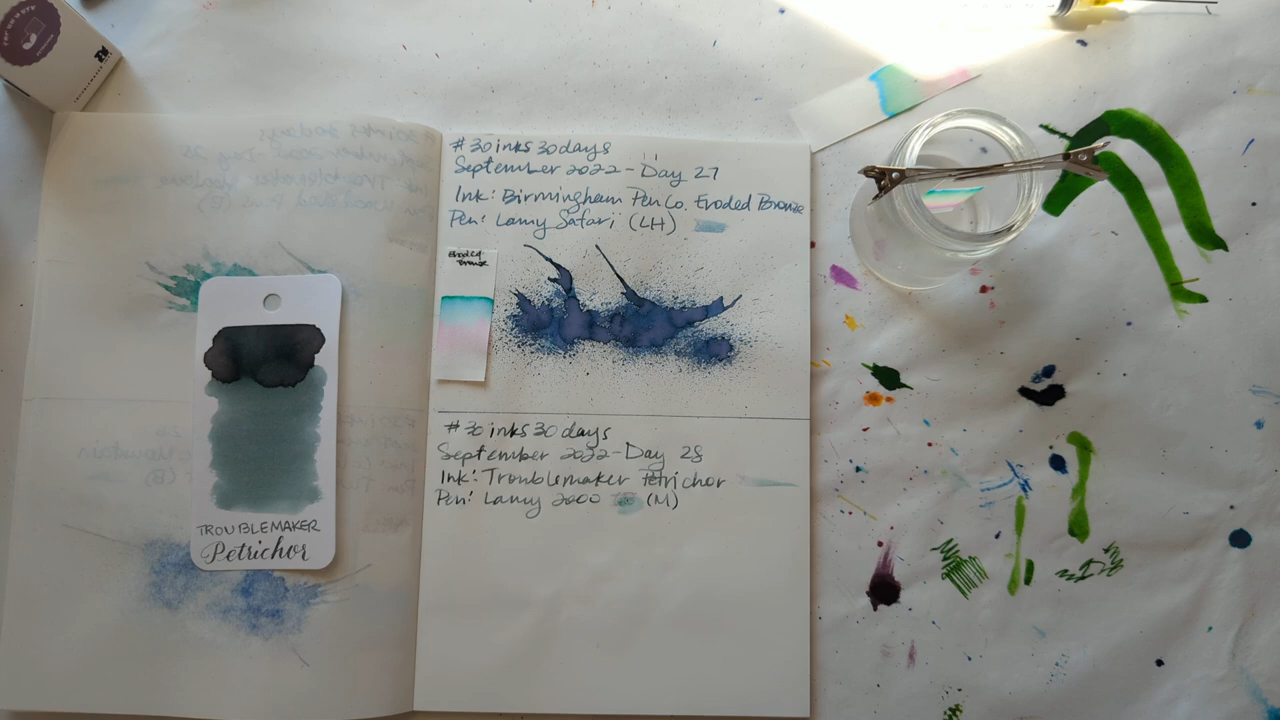 #30inks30days
September 2022-Day 27
Ink: Birmingham Pen Co. Eroded Bronze
Pen: Lamy Safari (LH)
Eroded
Bronze
#30inks30days
September 2022-Day 28
Ink: Troublemaker Petrichor
Pen: Lamy 2000 (M)
TROUBLEMAKER
Petrichor